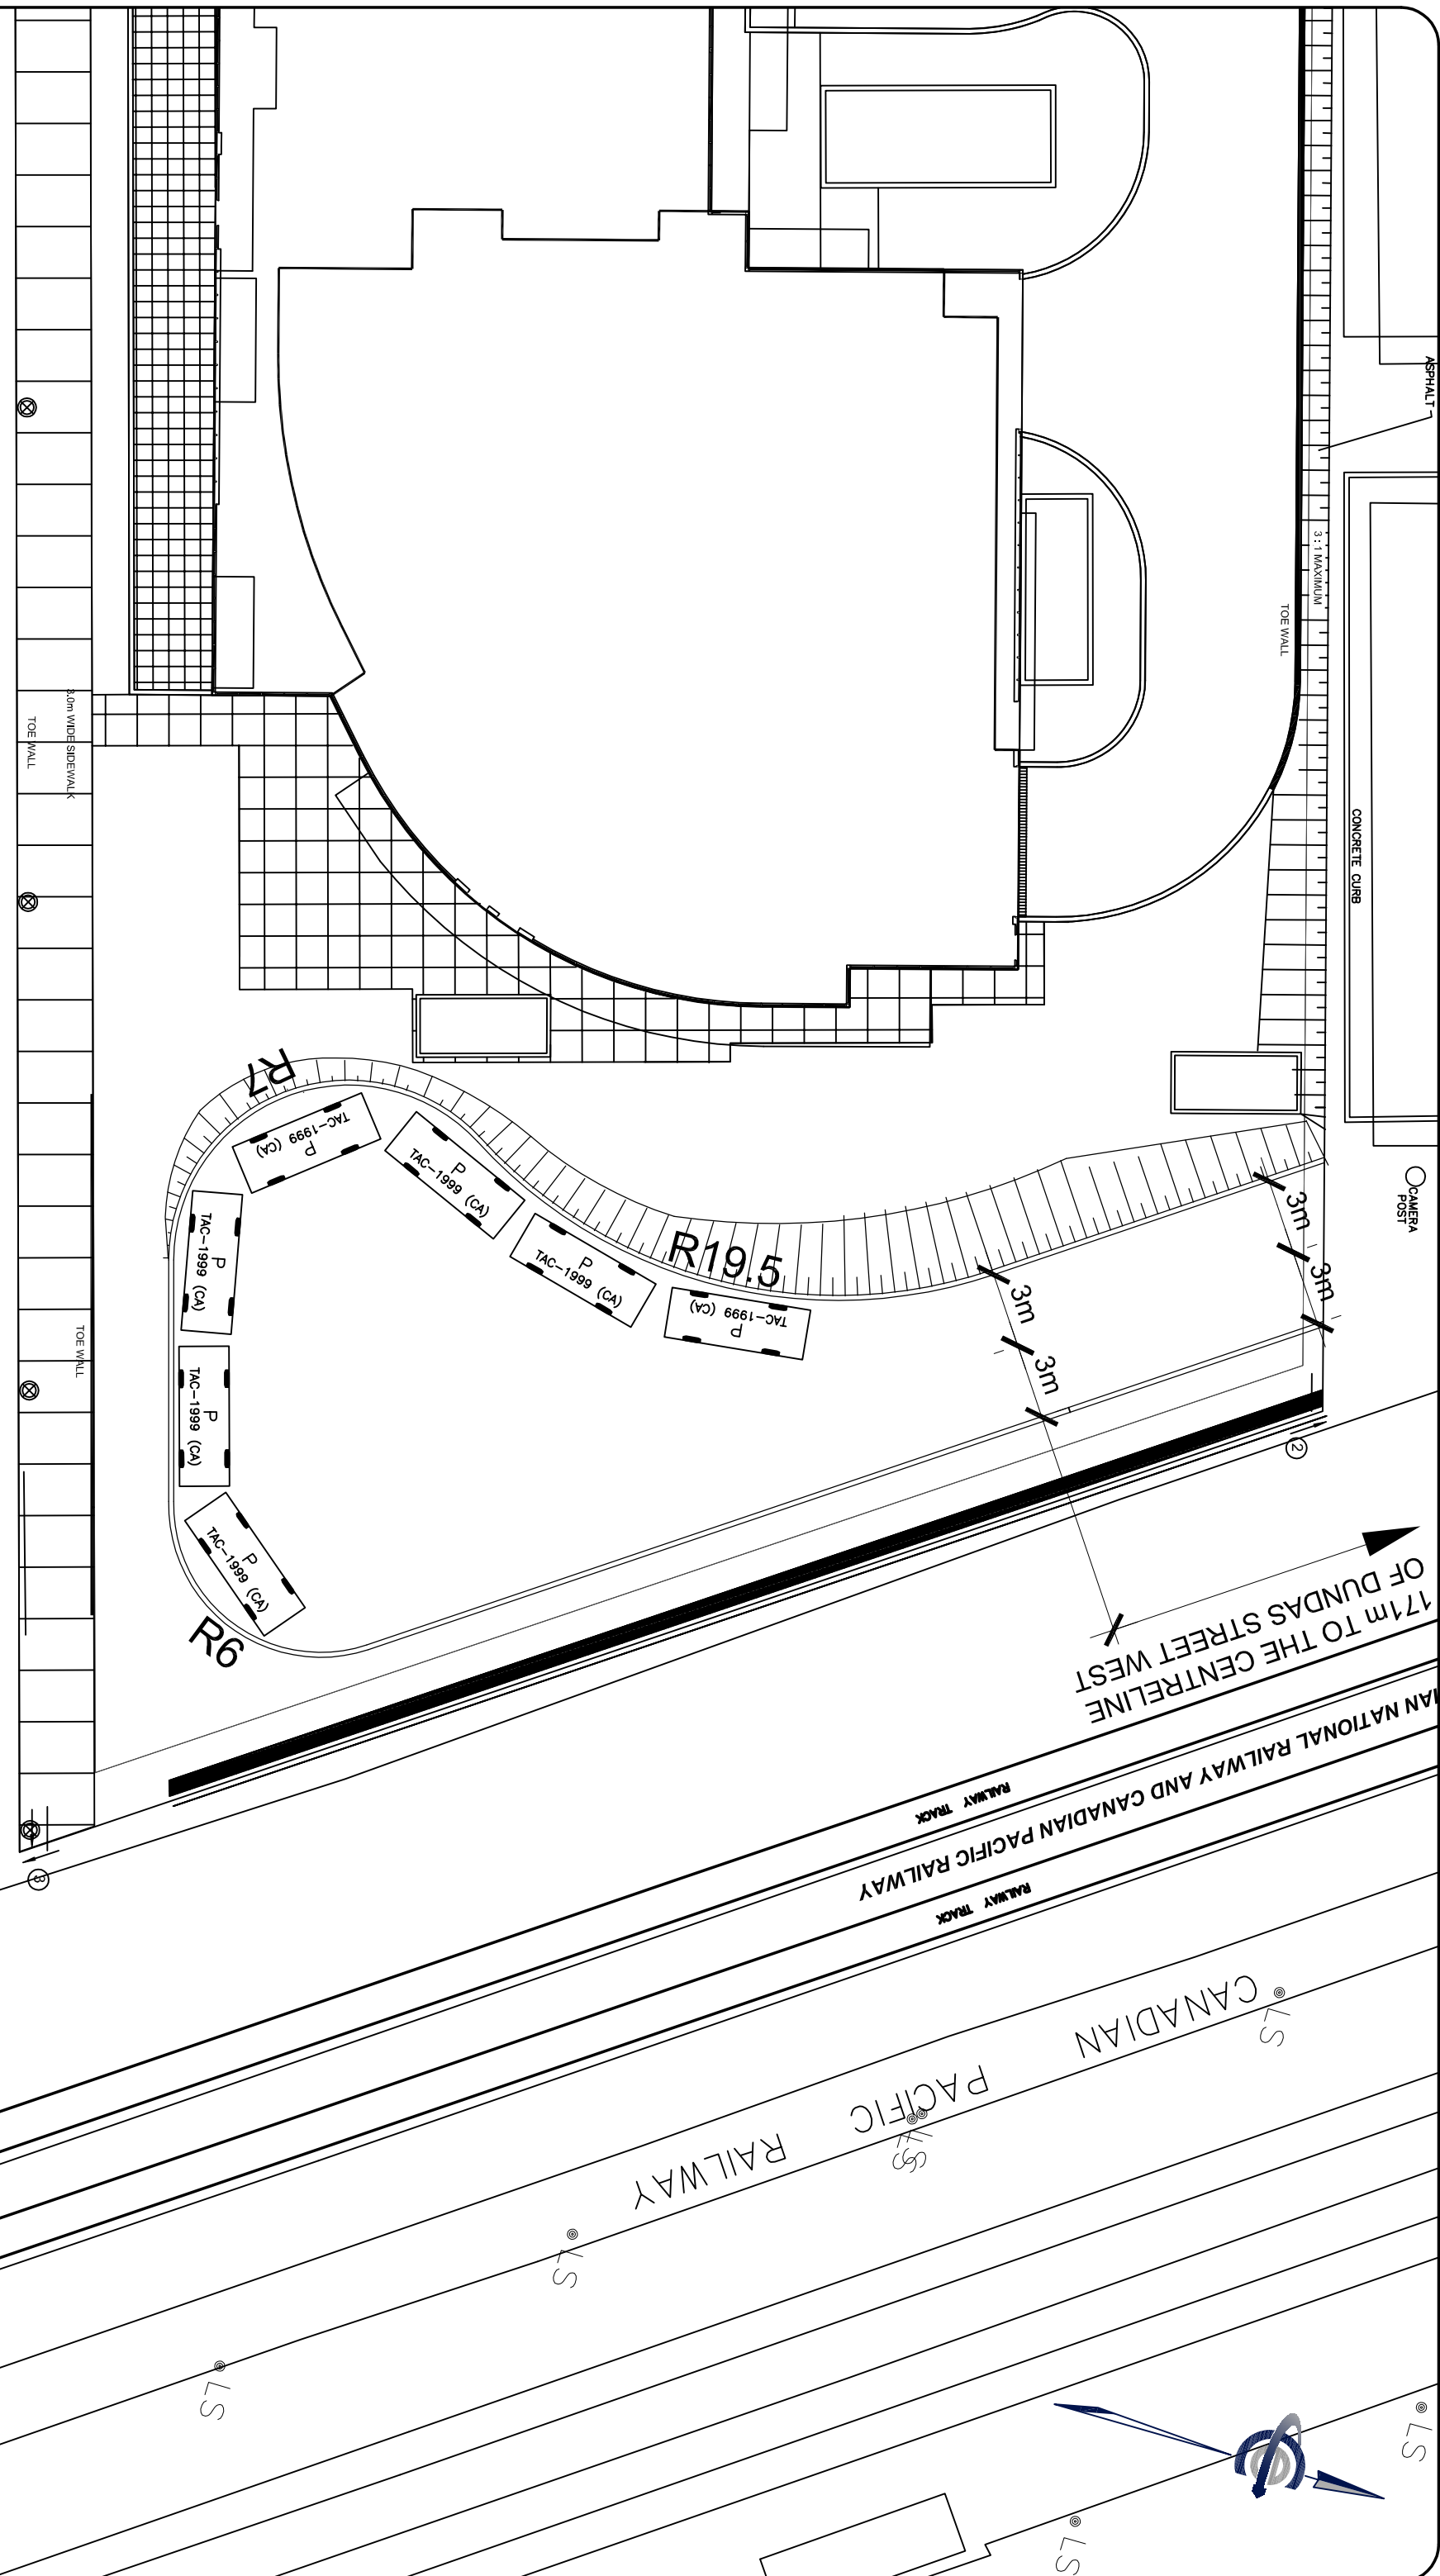 ASPHALT
3 : 1 MAXIMUM
TOE WALL
3.0m WIDE SIDEWALK
TOE WALL
CONCRETE CURB
CAMERA
POST
R7
P
TAC-1999 (CA)
P
TAC-1999 (CA)
P
TAC-1999 (CA)
P
TAC-1999 (CA)
P
TAC-1999 (CA)
P
TAC-1999 (CA)
P
TAC-1999 (CA)
R19.5
3m
3m
3m
3m
TOE WALL
R6
2
171m TO THE CENTRELINE
OF DUNDAS STREET WEST
IAN NATIONAL RAILWAY AND CANADIAN PACIFIC RAILWAY
RAILWAY TRACK
RAILWAY TRACK
3
CANADIAN PACIFIC RAILWAY
LS
LS
LS
LS
LS
LS
LS